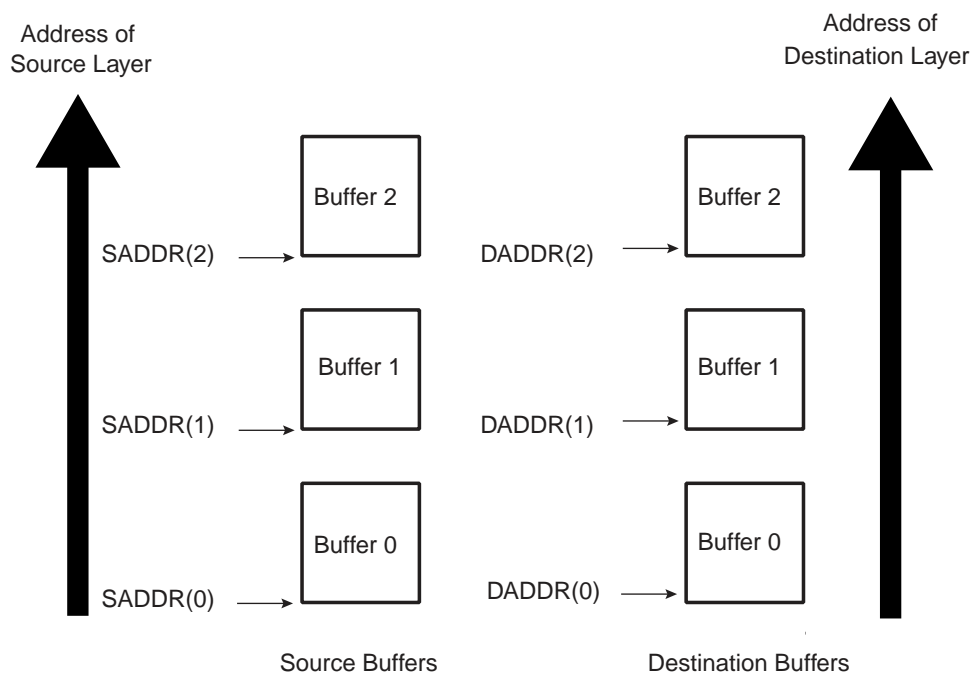 Address of
Source Layer
Address of
Destination Layer
Buffer 2
Buffer 2
SADDR(2)
DADDR(2)
Buffer 1
Buffer 1
SADDR(1)
DADDR(1)
Buffer 0
Buffer 0
SADDR(0)
DADDR(0)
Source Buffers
Destination Buffers